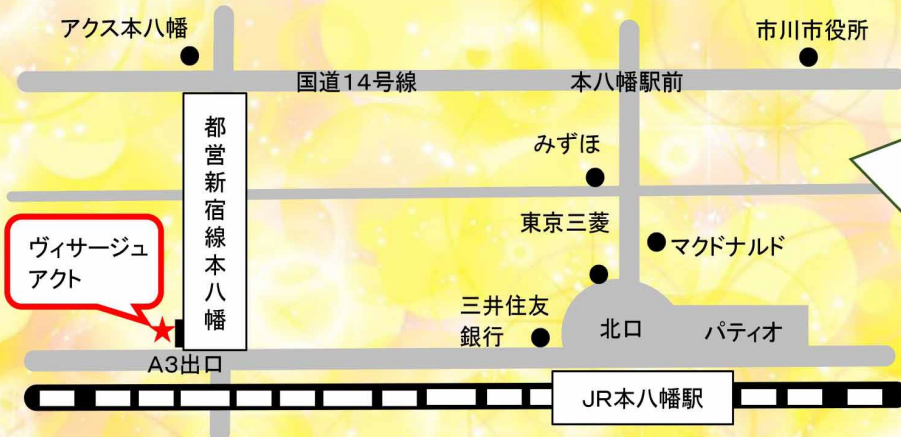 アクス本八幡
市川市役所
国道14号線
本八幡駅前
都営新宿線本八幡
みずほ
東京三菱
マクドナルド
ヴィサージュ
アクト
三井住友
銀行
北口
パティオ
A3出口
JR本八幡駅